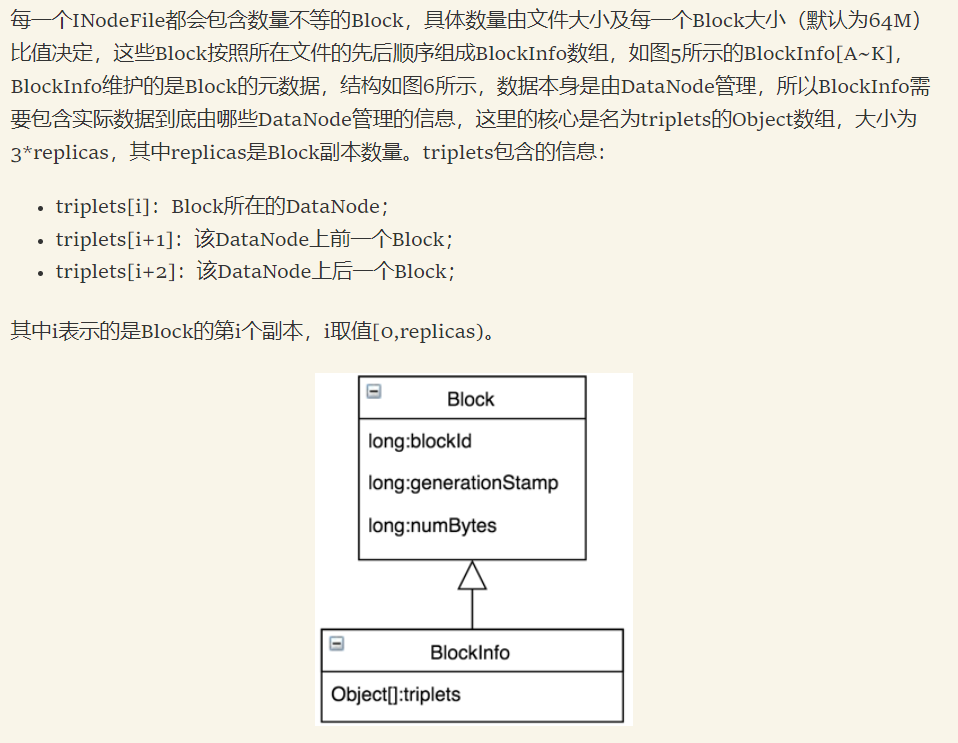 每一个INodeFile都会包含数量不等的Block，具体数量由文件大小及每一个Block大小（默认为64M）
比值决定，这些Block按照所在文件的先后顺序组成BlockInfo数组，如图5所示的BlockInfo[A~K]，
BlockInfo维护的是Block的元数据，结构如图6所示，数据本身是由DataNode管理，所以BlockInfo需
要包含实际数据到底由哪些DataNode管理的信息，这里的核心是名为triplets的Object数组，大小为
3*replicas，其中replicas是Block副本数量。triplets包含的信息：
• triplets[i]：Block所在的DataNode；
• triplets[i+1]：该DataNode上前一个Block；
• triplets[i+2]：该DataNode上后一个Block；
其中i表示的是Block的第i个副本，i取值[0,replicas)。
Block
long:blockId
long:generationStamp
long:numBytes
BlockInfo
Object[]:triplets